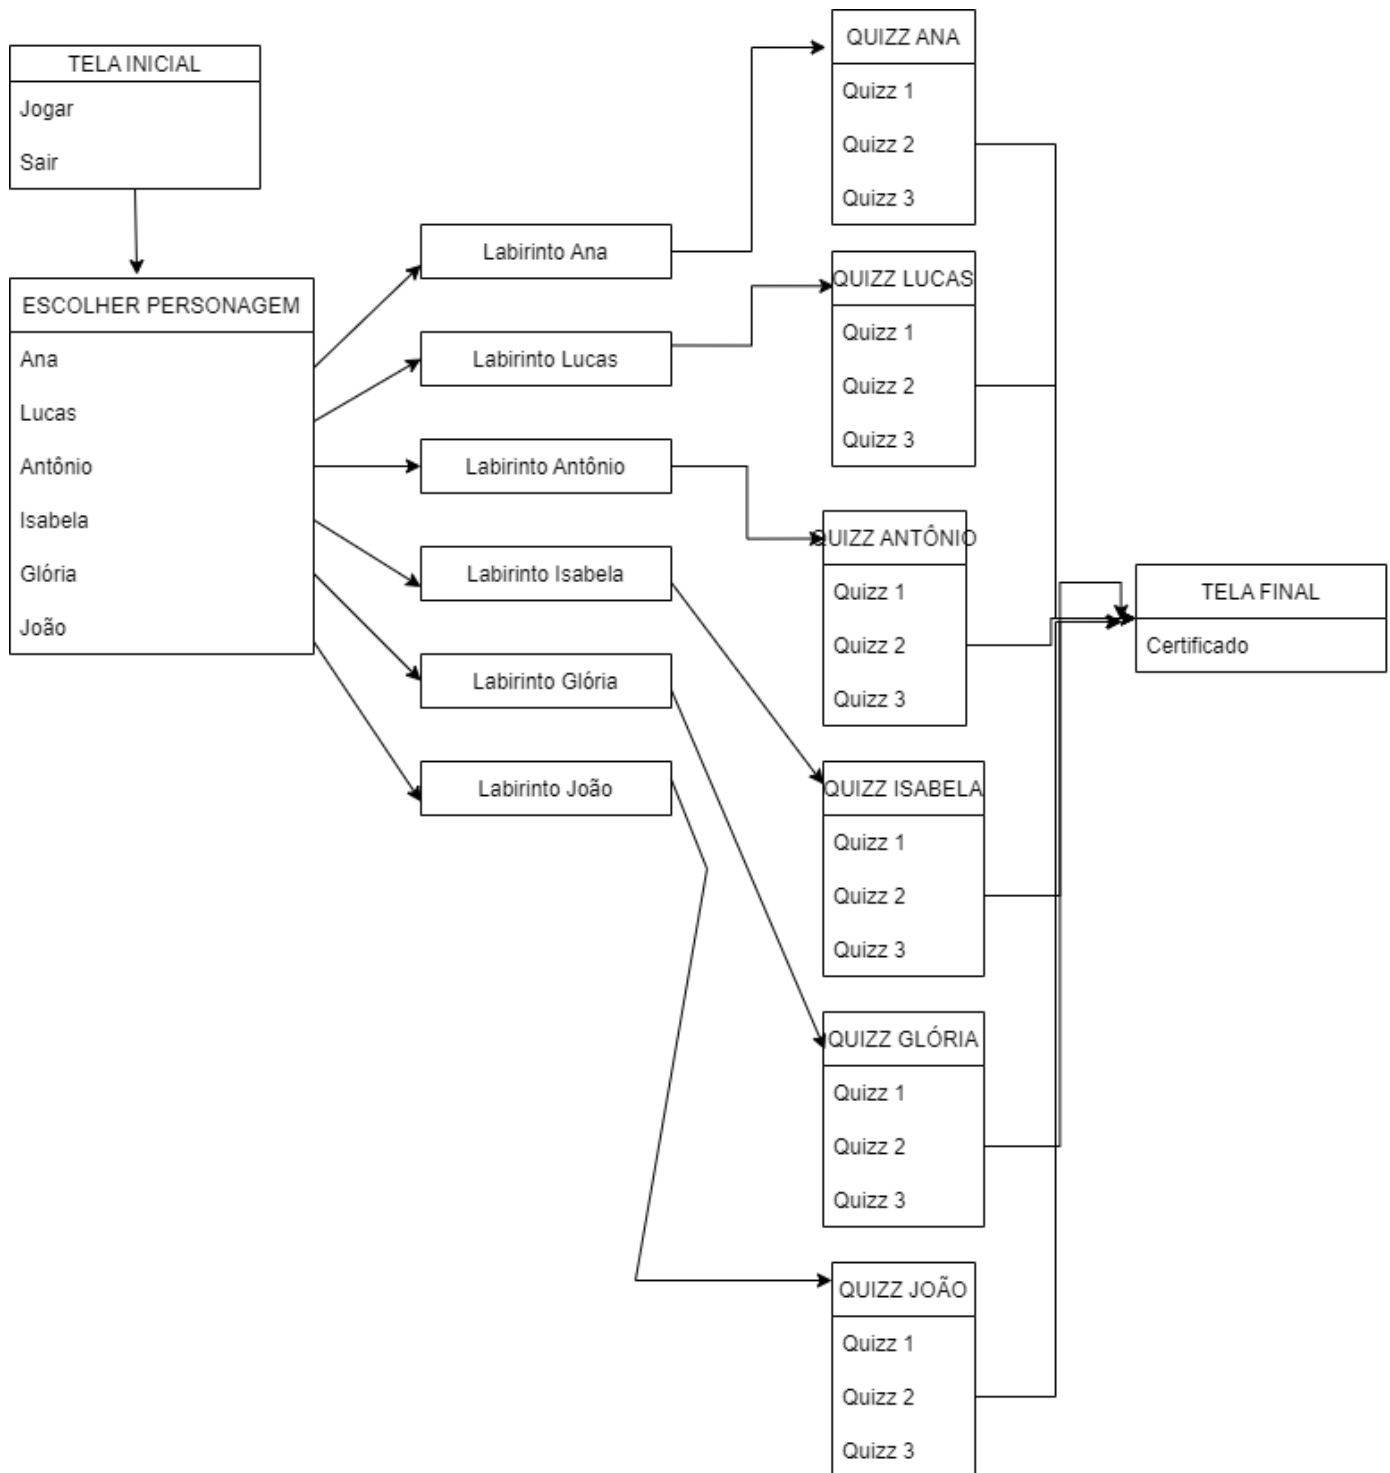 TELA INICIAL
Jogar
Sair
ESCOLHER PERSONAGEM
Ana
Lucas
Antônio
Isabela
Glória
João
Labirinto Ana
Labirinto Lucas
Labirinto Antônio
Labirinto Isabela
Labirinto Glória
Labirinto João
QUIZZ ANA
Quizz 1
Quizz 2
Quizz 3
QUIZZ LUCAS
Quizz 1
Quizz 2
Quizz 3
QUIZZ ANTÔNIO
Quizz 1
Quizz 2
Quizz 3
QUIZZ ISABELA
Quizz 1
Quizz 2
Quizz 3
QUIZZ GLÓRIA
Quizz 1
Quizz 2
Quizz 3
QUIZZ JOÃO
Quizz 1
Quizz 2
Quizz 3
TELA FINAL
Certificado